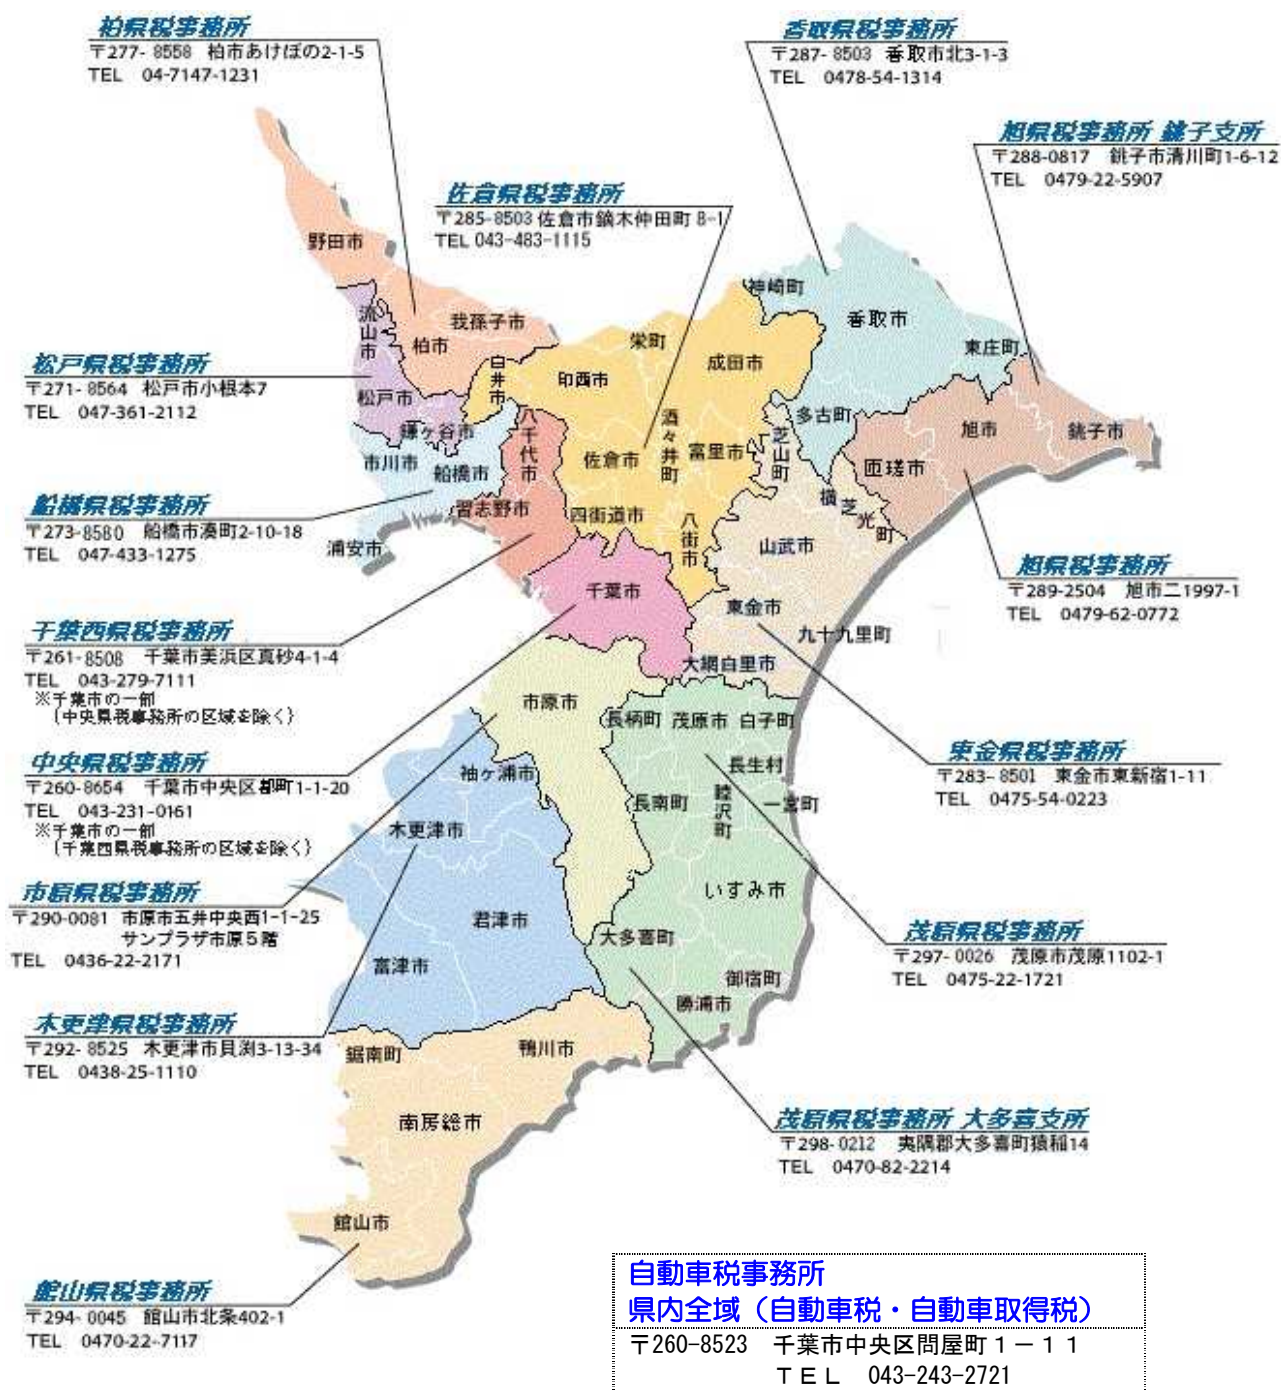 柏県税事務所
〒277-8558 柏市あけぼの2-1-5
TEL 04-7147-1231
香取県税事務所
〒287-8503 香取市北3-1-3
TEL 0478-54-1314
旭県税事務所 銚子支所
〒288-0817 銚子市清川町1-6-12
TEL 0479-22-5907
佐倉県税事務所
〒285-8503 佐倉市鏑木仲田町 8-1
TEL 043-483-1115
野田市
神崎町
香取市
流山市
我孫子市
柏市
栄町
成田市
東庄町
白井市
印西市
松戸県税事務所
〒271-8564 松戸市小根本7
TEL 047-361-2112
松戸市
鎌ヶ谷市
八千代市
酒々井町
芝山町
多古町
旭市
銚子市
市川市
船橋市
佐倉市
富里市
匝瑳市
船橋県税事務所
〒273-8580 船橋市湊町2-10-18
TEL 047-433-1275
習志野市
四街道市
八街市
横芝光町
浦安市
山武市
旭県税事務所
〒289-2504 旭市二1997-1
TEL 0479-62-0772
千葉市
東金市
九十九里町
千葉西県税事務所
〒261-8508 千葉市美浜区真砂4-1-4
TEL 043-279-7111
※千葉市の一部
(中央県税事務所の区域を除く)
大網白里市
市原市
長柄町
茂原市
白子町
中央県税事務所
〒260-8654 千葉市中央区都町1-1-20
TEL 043-231-0161
※千葉市の一部
(千葉西県税事務所の区域を除く)
東金県税事務所
〒283-8501 東金市東新宿1-11
TEL 0475-54-0223
袖ヶ浦市
長生村
長南町
睦沢町
一宮町
木更津市
市原県税事務所
〒290-0081 市原市五井中央西1-1-25
サンプラザ市原5階
TEL 0436-22-2171
いすみ市
君津市
大多喜町
富津市
茂原県税事務所
〒297-0026 茂原市茂原1102-1
TEL 0475-22-1721
御宿町
勝浦市
木更津県税事務所
〒292-8525 木更津市貝渕3-13-34
TEL 0438-25-1110
鋸南町
鴨川市
南房総市
茂原県税事務所 大多喜支所
〒298-0212 夷隅郡大多喜町猿稲14
TEL 0470-82-2214
館山市
館山県税事務所
〒294-0045 館山市北条402-1
TEL 0470-22-7117
自動車税事務所
県内全域（自動車税・自動車取得税）
〒260-8523 千葉市中央区問屋町１－１１
ＴＥＬ 043-243-2721